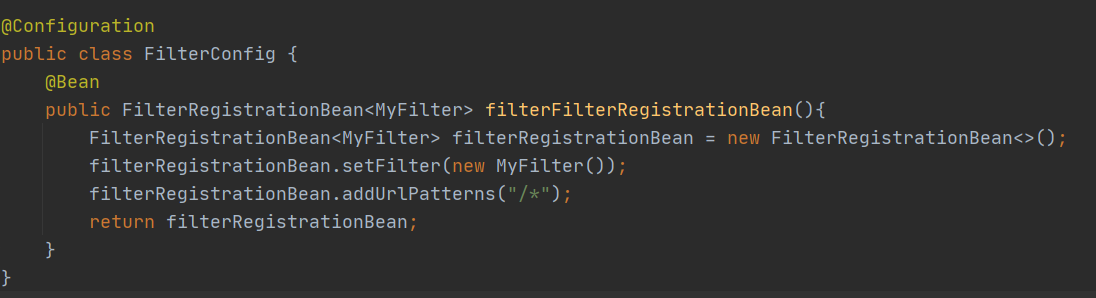 @Configuration
public class FilterConfig {
    @Bean
    public FilterRegistrationBean<MyFilter> filterFilterRegistrationBean(){
        FilterRegistrationBean<MyFilter> filterRegistrationBean = new FilterRegistrationBean<>();
        filterRegistrationBean.setFilter(new MyFilter());
        filterRegistrationBean.addUrlPatterns("/*");
        return filterRegistrationBean;
    }
}